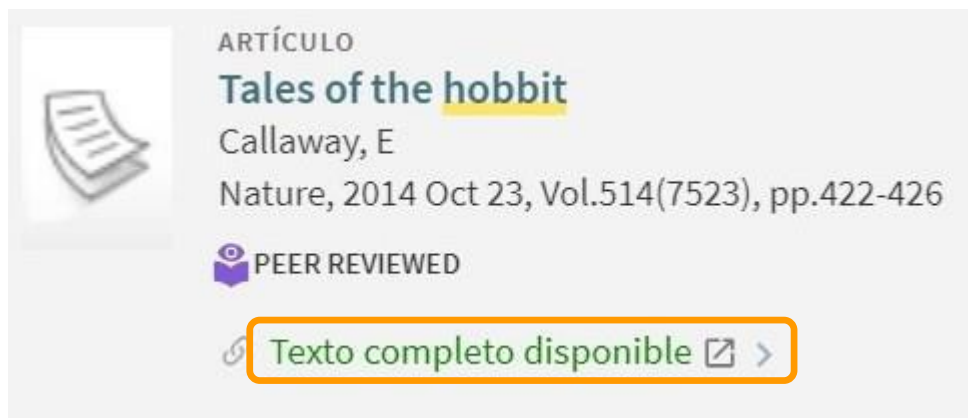 ARTÍCULO
Tales of the hobbit
Callaway, E
Nature, 2014 Oct 23, Vol.514(7523), pp.422-426
PEER REVIEWED
Texto completo disponible